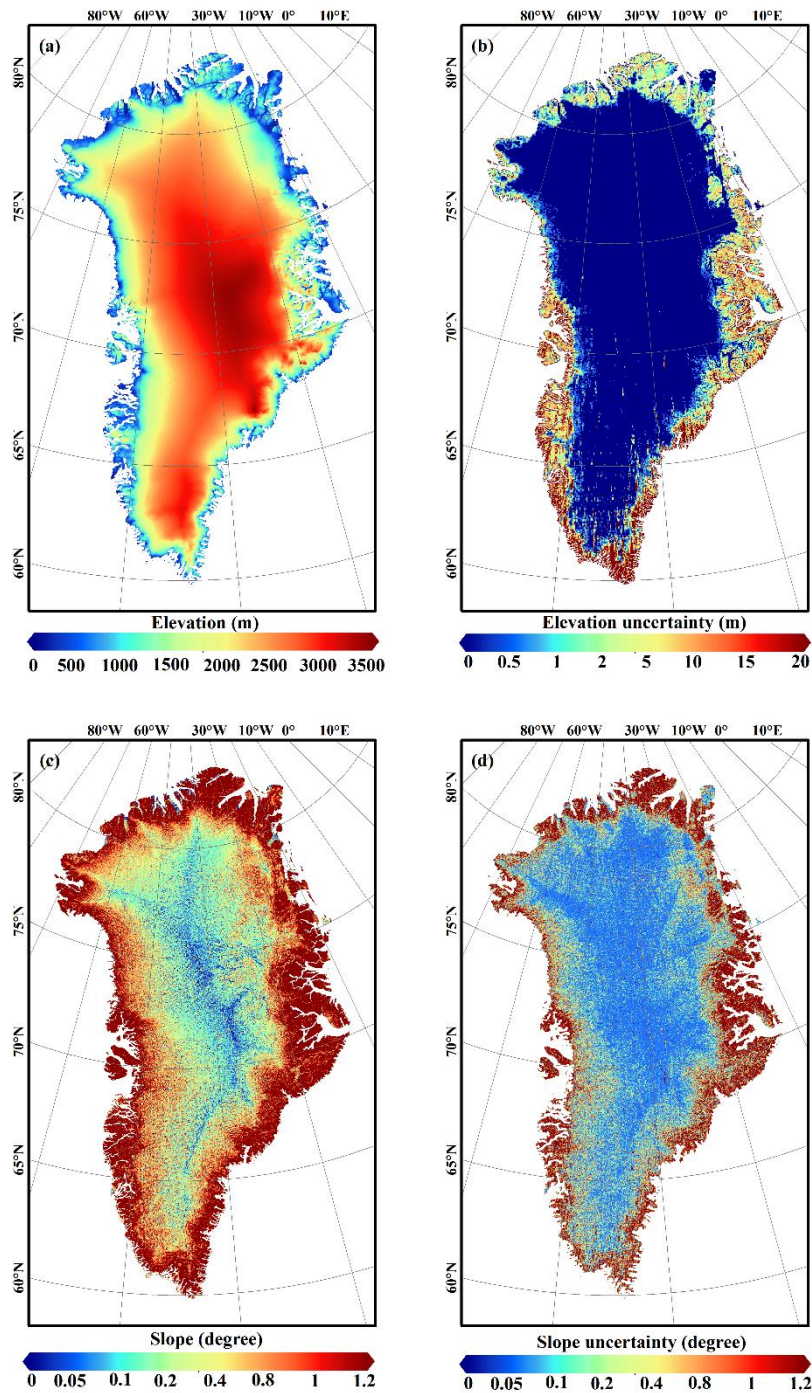 80°W 60°W 30°W 10°W 0° 10°E
80°W 60°W 30°W 10°W 0° 10°E
(a)
(b)
80°N
80°N
75°N
75°N
70°N
70°N
65°N
65°N
60°N
60°N
Elevation (m)
Elevation uncertainty (m)
0 500 1000 1500 2000 2500 3000 3500
0 0.5 1 2 5 10 15 20
80°W 60°W 30°W 10°W 0° 10°E
80°W 60°W 30°W 10°W 0° 10°E
(c)
(d)
80°N
80°N
75°N
75°N
70°N
70°N
65°N
65°N
60°N
60°N
Slope (degree)
Slope uncertainty (degree)
0 0.05 0.1 0.2 0.4 0.8 1 1.2
0 0.05 0.1 0.2 0.4 0.8 1 1.2